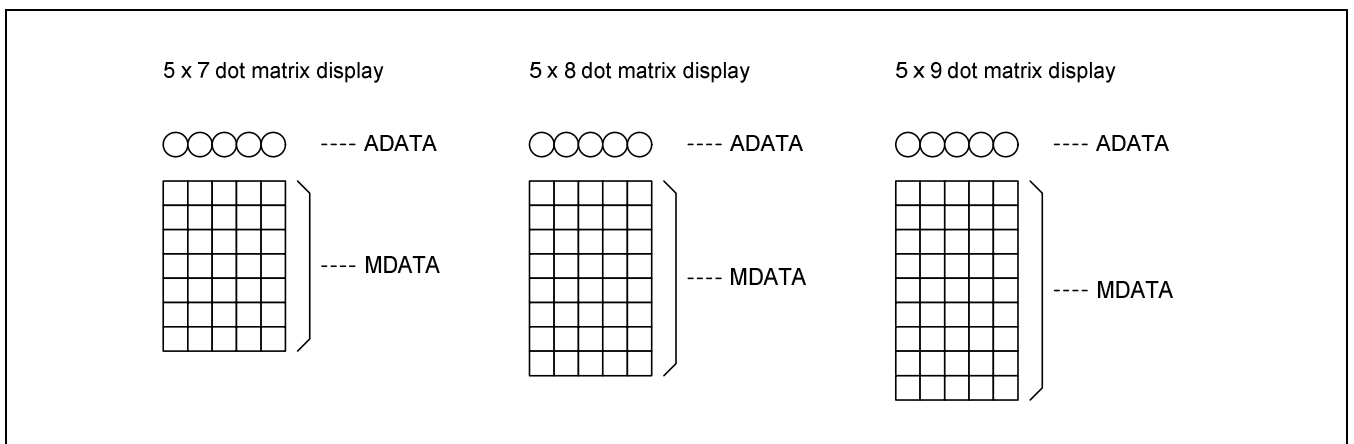 5 x 7 dot matrix display
5 x 8 dot matrix display
5 x 9 dot matrix display
---- ADATA
---- ADATA
---- ADATA
---- MDATA
---- MDATA
---- MDATA